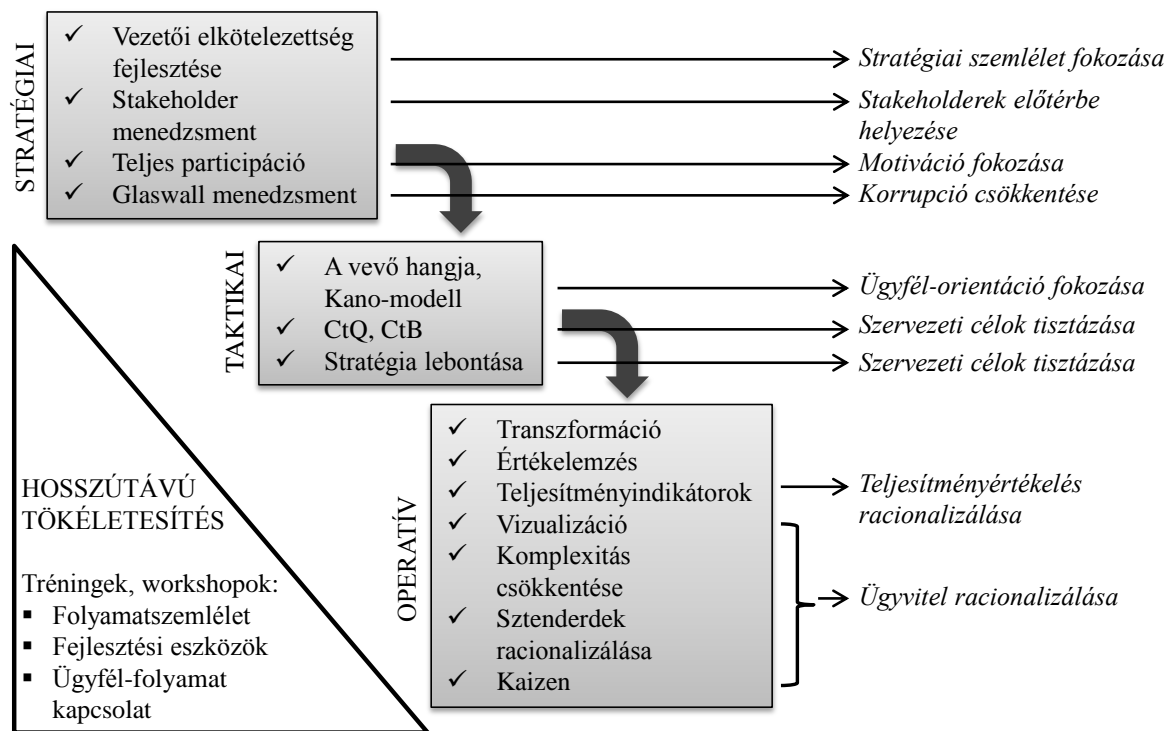 STRATÉGIAI
✓ Vezetői elkötelezettség
fejlesztése
✓ Stakeholder
menedzsment
✓ Teljes participáció
✓ Glaswall menedzsment
Stratégiai szemlélet fokozása
Stakeholderek előtérbe
helyezése
Motiváció fokozása
Korrupció csökkentése
TAKTIKAI
✓ A vevő hangja,
Kano-modell
✓ CtQ, CtB
✓ Stratégia lebontása
Ügyfél-orientáció fokozása
Szervezeti célok tisztázása
Szervezeti célok tisztázása
OPERATÍV
✓ Transzformáció
✓ Értékelemzés
✓ Teljesítményindikátorok
✓ Vizualizáció
✓ Komplexitás
csökkentése
✓ Sztenderdek
racionalizálása
✓ Kaizen
Teljesítményértékelés
racionalizálása
Ügyvitel racionalizálása
HOSSZÚTÁVÚ
TÖKÉLETESÍTÉS
Tréningek, workshopok:
▪ Folyamatszemlélet
▪ Fejlesztési eszközök
▪ Ügyfél-folyamat
kapcsolat